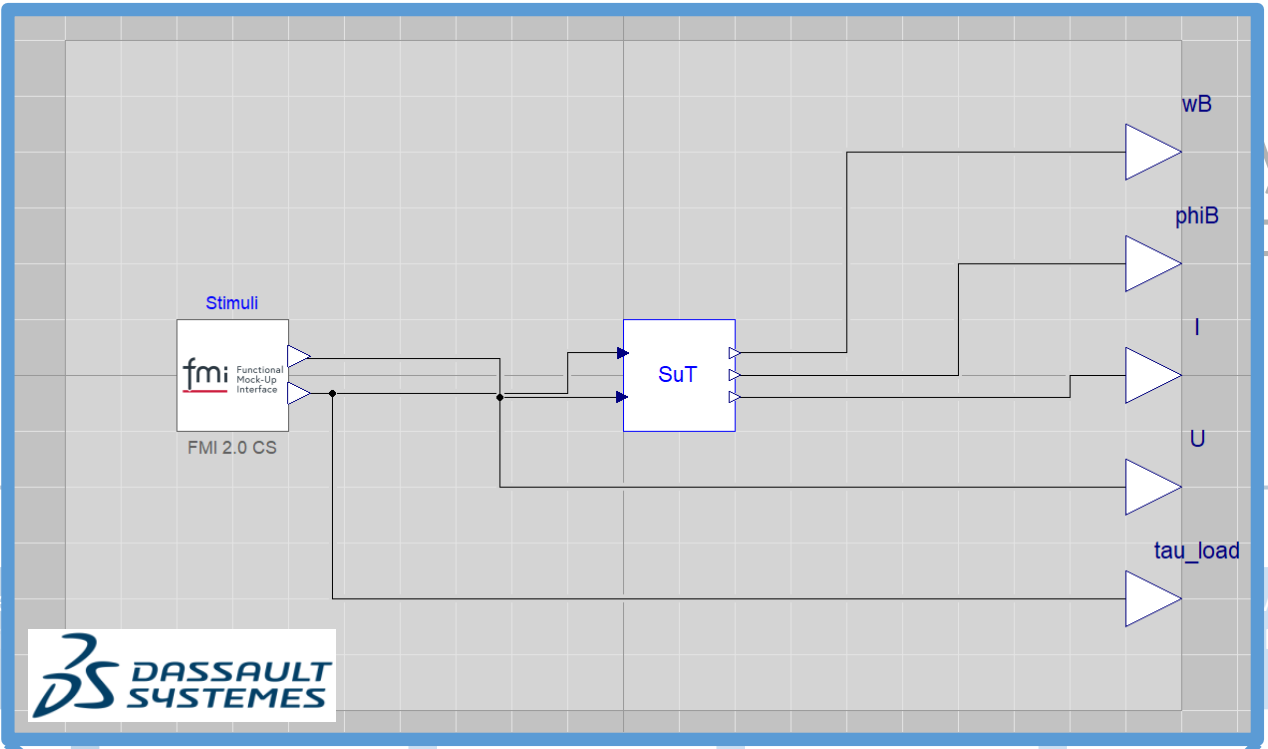 wB
phiB
I
U
tau_load
Stimuli
fmi Functional
Mock-Up
Interface
FMI 2.0 CS
SuT
DASSAULT
SYSTEMES